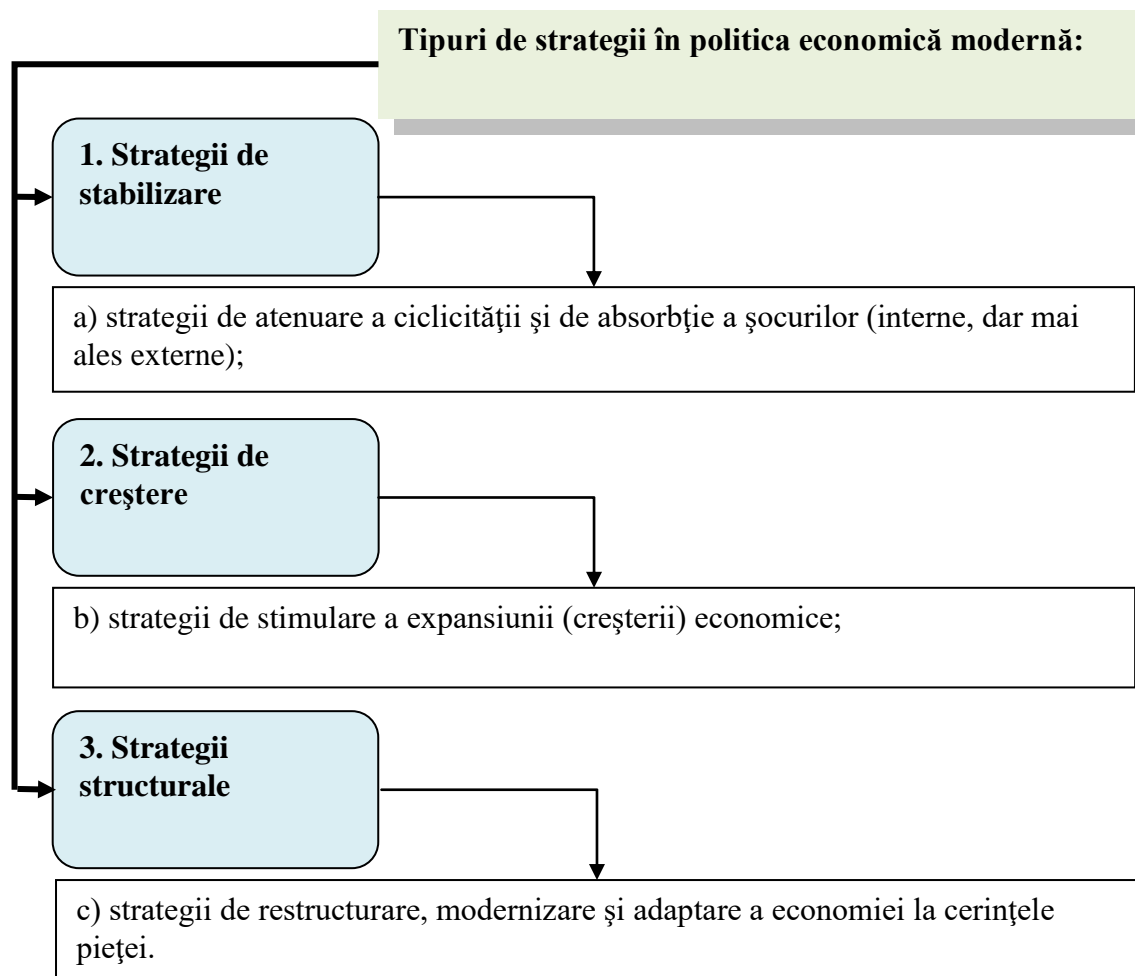 Tipuri de strategii în politica economică modernă:
1. Strategii de
stabilizare
a) strategii de atenuare a ciclicităţii şi de absorbţie a şocurilor (interne, dar mai
ales externe);
2. Strategii de
creştere
b) strategii de stimulare a expansiunii (creşterii) economice;
3. Strategii
structurale
c) strategii de restructurare, modernizare şi adaptare a economiei la cerinţele
pieţei.